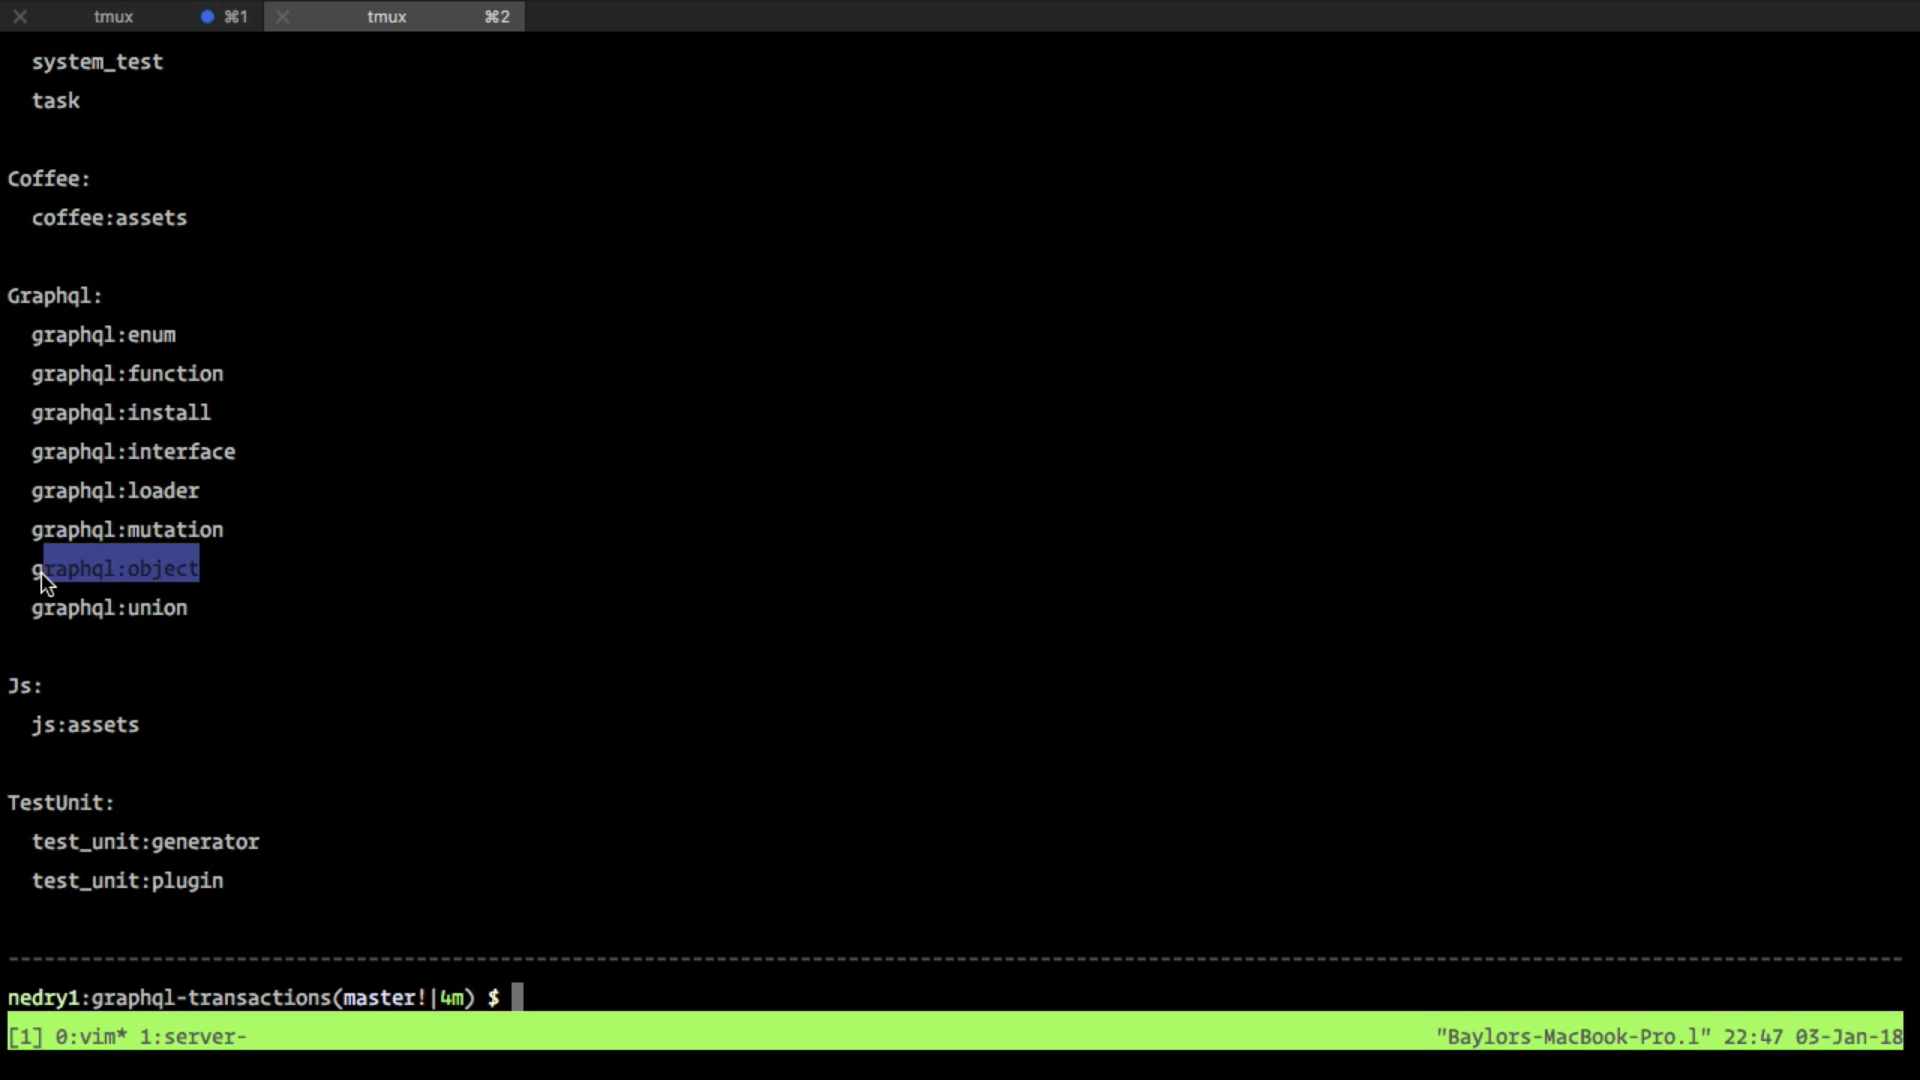 tmux ⌘1 tmux ⌘2
system_test
task
Coffee:
coffee:assets
Graphql:
graphql:enum
graphql:function
graphql:install
graphql:interface
graphql:loader
graphql:mutation
graphql:object
graphql:union
Js:
js:assets
TestUnit:
test_unit:generator
test_unit:plugin
nedry1:graphql-transactions(master!|4m) $
[1] 0:vim* 1:server- "Baylors-MacBook-Pro.l" 22:47 03-Jan-18